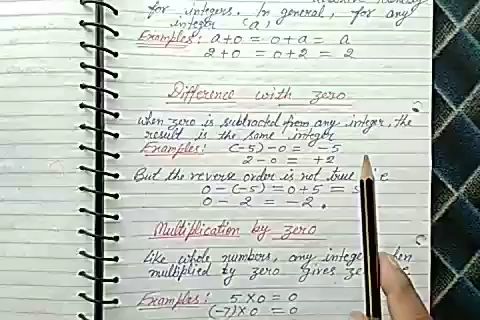 for integers. In general, for any
integer 'a',
Examples: a+0 = 0+a = a
2+0 = 0+2 = 2
Difference with zero
When zero is subtracted from any integer, the
result is the same integer
Examples: (-5)-0 = -5
2-0 = +2
But the reverse order is not true i.e
0-(-5) = 0+5 = 5
0-2 = -2.
Multiplication by zero
Like whole numbers, any integer when
multiplied by zero gives
Examples: 5×0 = 0
(-7)×0 = 0